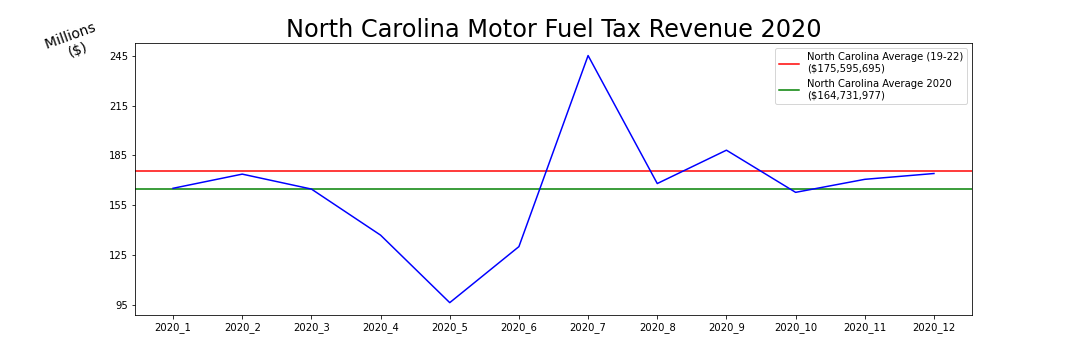 North Carolina Motor Fuel Tax Revenue 2020
Millions
($)
North Carolina Average (19-22)
($175,595,695)
North Carolina Average 2020
($164,731,977)
245
215
185
155
125
95
2020_1 2020_2 2020_3 2020_4 2020_5 2020_6 2020_7 2020_8 2020_9 2020_10 2020_11 2020_12